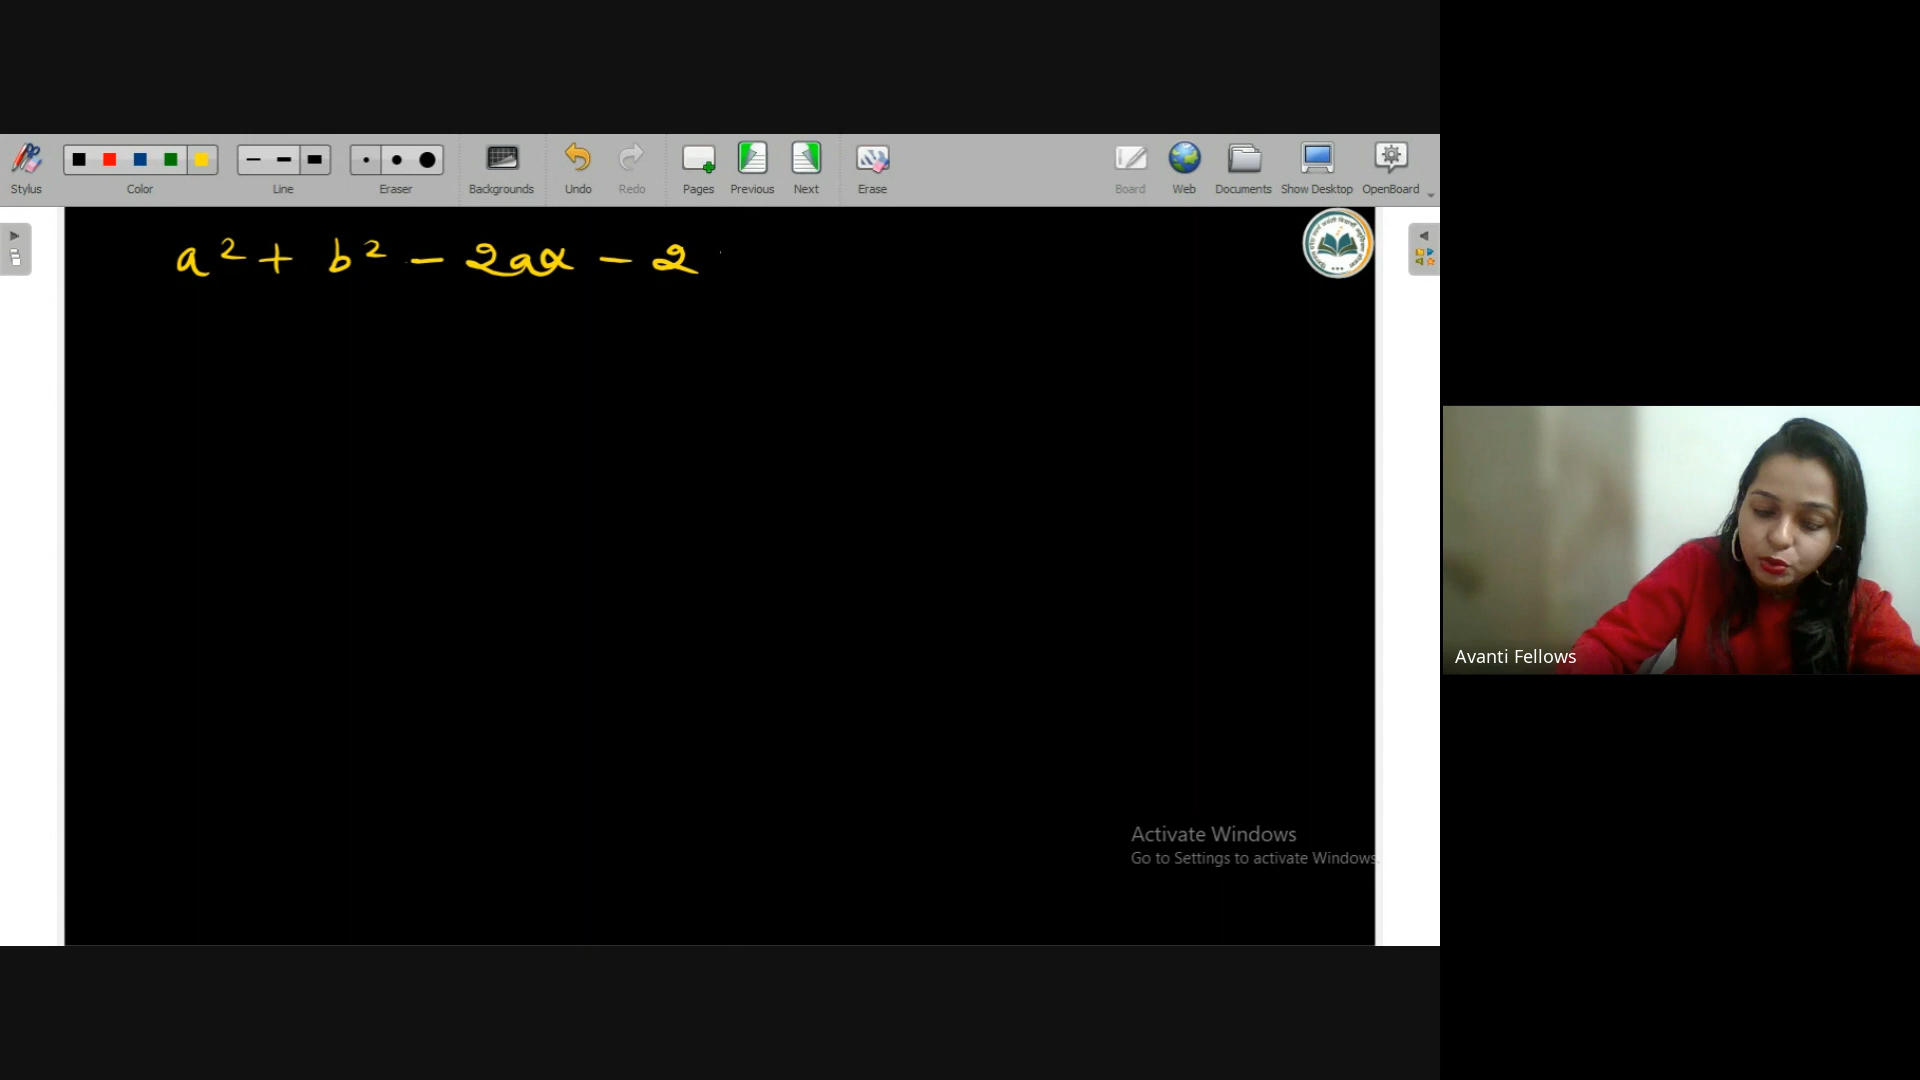 Stylus Color Line Eraser Backgrounds Undo Redo Pages Previous Next Erase Board Web Documents Show Desktop OpenBoard
a² + b² - 2aα - 2
Avanti Fellows
Activate Windows
Go to Settings to activate Windows.